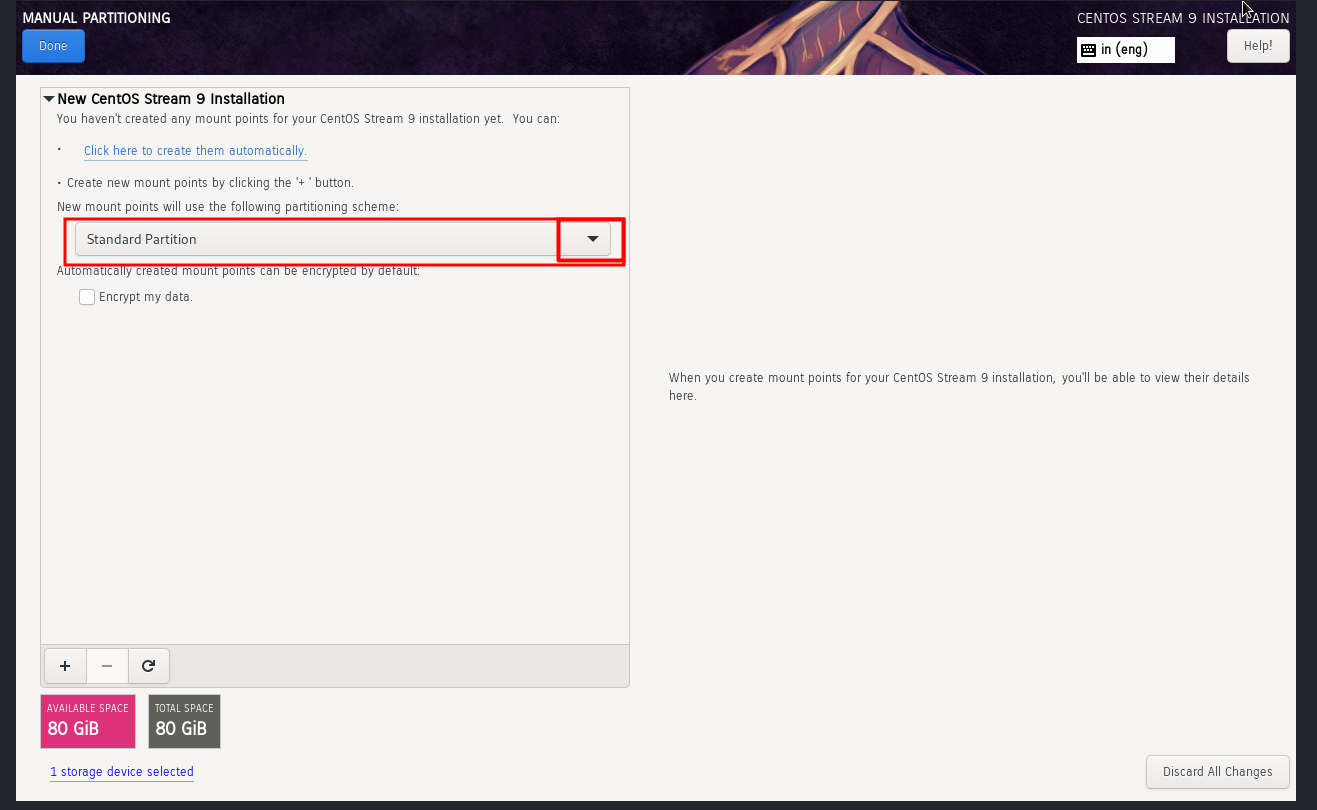 MANUAL PARTITIONING
CENTOS STREAM 9 INSTALLATION
Done
in (eng)
Help!
New CentOS Stream 9 Installation
You haven't created any mount points for your CentOS Stream 9 installation yet. You can:
• Click here to create them automatically.
• Create new mount points by clicking the '+ ' button.
New mount points will use the following partitioning scheme:
Standard Partition
Automatically created mount points can be encrypted by default:
Encrypt my data.
When you create mount points for your CentOS Stream 9 installation, you'll be able to view their details
here.
+ −
AVAILABLE SPACE
80 GiB
TOTAL SPACE
80 GiB
1 storage device selected
Discard All Changes